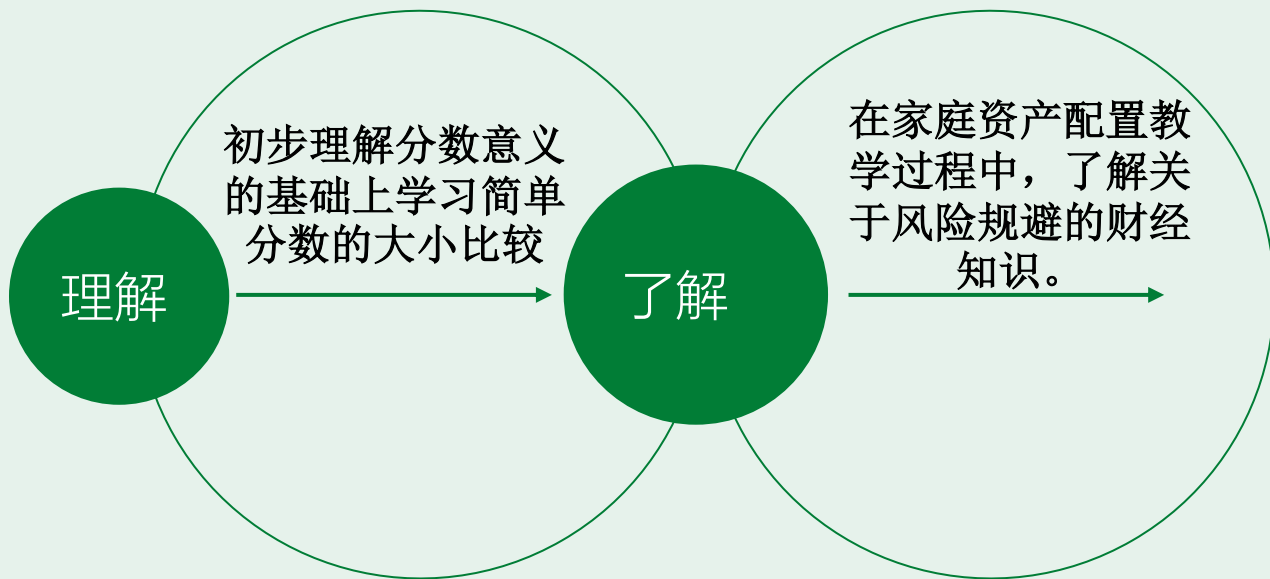 理解
初步理解分数意义
的基础上学习简单
分数的大小比较
了解
在家庭资产配置教
学过程中，了解关
于风险规避的财经
知识。